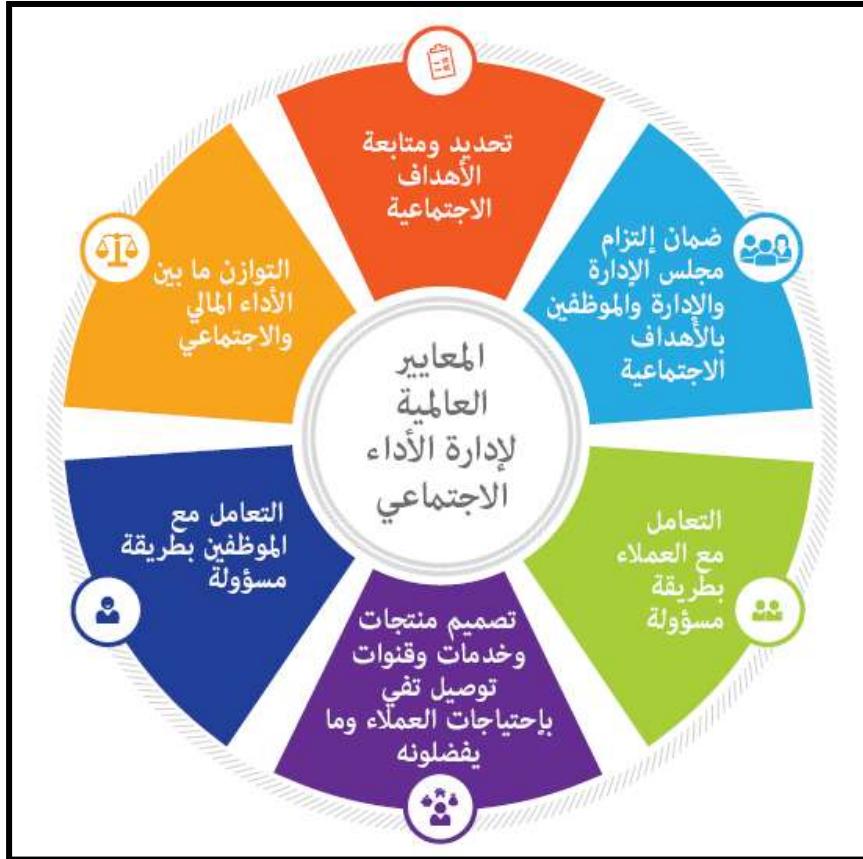 المعايير
العالمية
لإدارة الأداء
الاجتماعي
تحديد ومتابعة
الأهداف
الاجتماعية
ضمان إلتزام
مجلس الإدارة
والإدارة والموظفين
بالأهداف
الاجتماعية
التعامل
مع العملاء
بطريقة
مسؤولة
تصميم منتجات
وخدمات وقنوات
توصيل تفي
بإحتياجات العملاء وما
يفضلونه
التعامل مع
الموظفين بطريقة
مسؤولة
التوازن ما بين
الأداء المالي
والاجتماعي